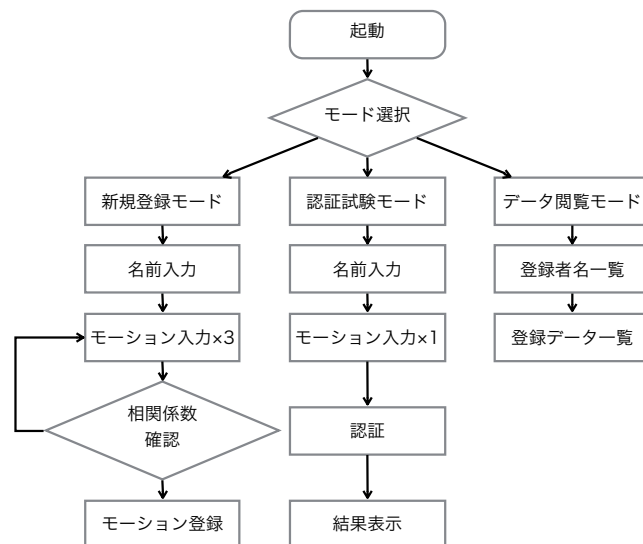 起動
モード選択
新規登録モード
認証試験モード
データ閲覧モード
名前入力
名前入力
登録者名一覧
モーション入力×3
モーション入力×1
登録データ一覧
相関係数
確認
認証
モーション登録
結果表示